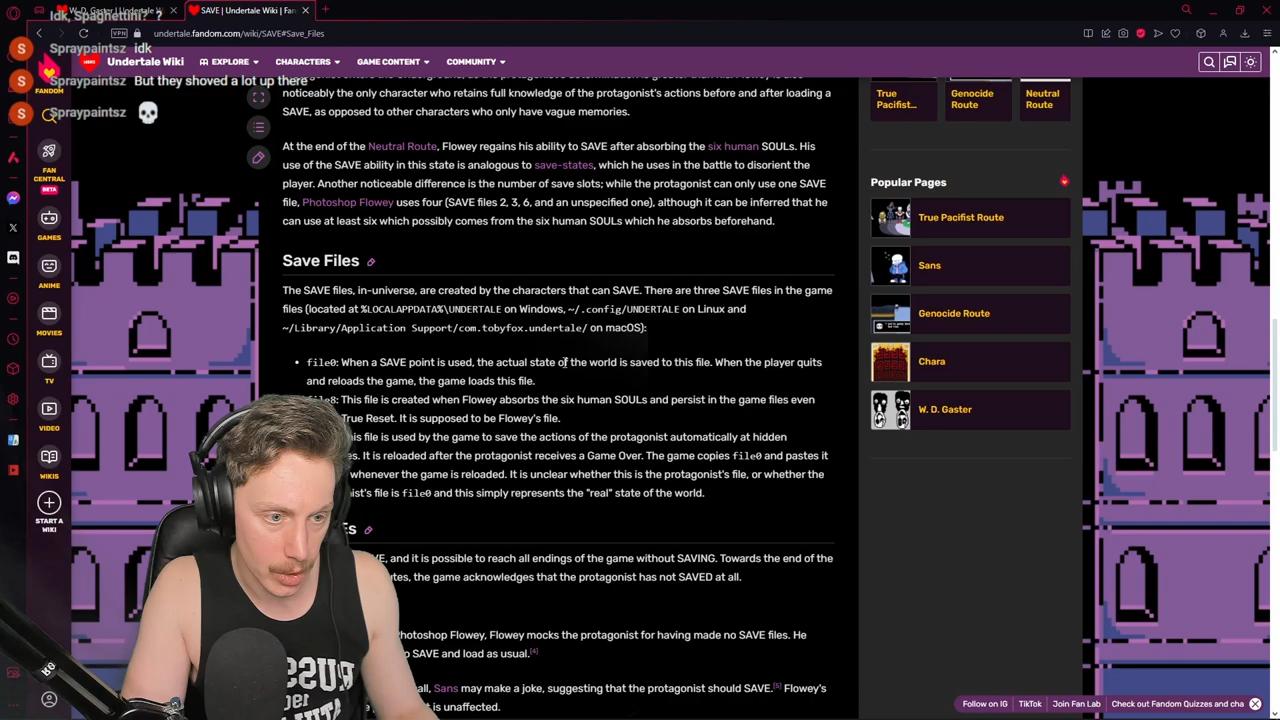 Idk, Spaghetti? ?
Spraypaintsz idk
Spraypaintsz But they shoved a lot up there
Spraypaintsz 💀
SAVE | Undertale Wiki | Fan
VPN
undertale.fandom.com/wiki/SAVE#Save_Files
Undertale Wiki
EXPLORE
CHARACTERS
GAME CONTENT
COMMUNITY
FANDOM
FAN CENTRAL
BETA
GAMES
ANIME
MOVIES
TV
VIDEO
WIKIS
START A WIKI
noticeably the only character who retains full knowledge of the protagonist's actions before and after loading a
SAVE, as opposed to other characters who only have vague memories.
At the end of the Neutral Route, Flowey regains his ability to SAVE after absorbing the six human SOULs. His
use of the SAVE ability in this state is analogous to save-states, which he uses in the battle to disorient the
player. Another noticeable difference is the number of save slots; while the protagonist can only use one SAVE
file, Photoshop Flowey uses four (SAVE files 2, 3, 6, and an unspecified one), although it can be inferred that he
can use at least six which possibly comes from the six human SOULs which he absorbs beforehand.
Save Files
The SAVE files, in-universe, are created by the characters that can SAVE. There are three SAVE files in the game
files (located at %LOCALAPPDATA%\UNDERTALE on Windows, ~/.config/UNDERTALE on Linux and
~/Library/Application Support/com.tobyfox.undertale/ on macOS):
• file0: When a SAVE point is used, the actual state of the world is saved to this file. When the player quits
and reloads the game, the game loads this file.
file8: This file is created when Flowey absorbs the six human SOULs and persist in the game files even
True Reset. It is supposed to be Flowey's file.
his file is used by the game to save the actions of the protagonist automatically at hidden
es. It is reloaded after the protagonist receives a Game Over. The game copies file0 and pastes it
whenever the game is reloaded. It is unclear whether this is the protagonist's file, or whether the
ist's file is file0 and this simply represents the "real" state of the world.
VE, and it is possible to reach all endings of the game without SAVING. Towards the end of the
utes, the game acknowledges that the protagonist has not SAVED at all.
hotoshop Flowey, Flowey mocks the protagonist for having made no SAVE files. He
o SAVE and load as usual.[4]
all, Sans may make a joke, suggesting that the protagonist should SAVE.[5] Flowey's
t is unaffected.
True Pacifist...
Genocide Route
Neutral Route
Popular Pages
True Pacifist Route
Sans
Genocide Route
Chara
W. D. Gaster
Follow on IG
TikTok
Join Fan Lab
Check out Fandom Quizzes and cha